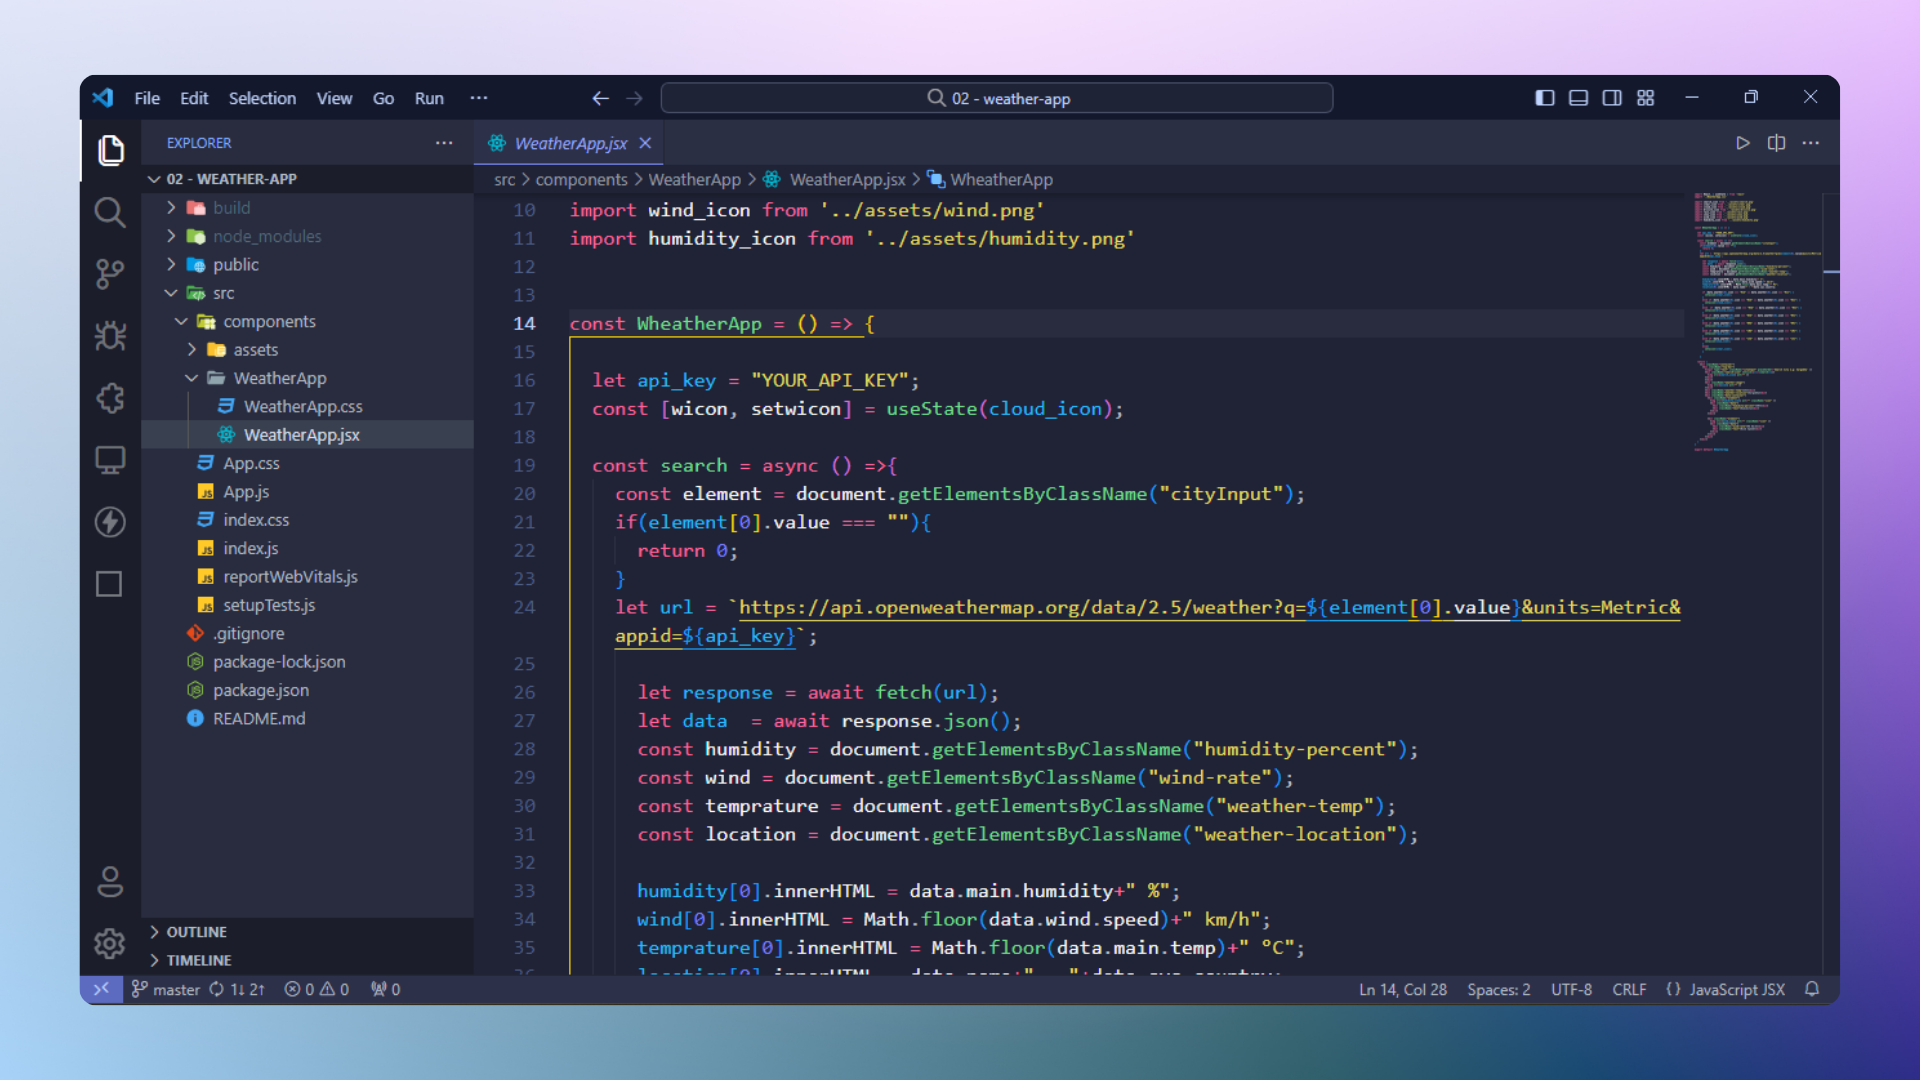 File Edit Selection View Go Run ···
02 - weather-app
EXPLORER ···
WeatherApp.jsx
02 - WEATHER-APP
build
node_modules
public
src
components
assets
WeatherApp
WeatherApp.css
WeatherApp.jsx
App.css
App.js
index.css
index.js
reportWebVitals.js
setupTests.js
.gitignore
package-lock.json
package.json
README.md
OUTLINE
TIMELINE
src > components > WeatherApp > WeatherApp.jsx > WheatherApp
10 import wind_icon from '../assets/wind.png'
11 import humidity_icon from '../assets/humidity.png'
12
13
14 const WheatherApp = () => {
15
16 let api_key = "YOUR_API_KEY";
17 const [wicon, setwicon] = useState(cloud_icon);
18
19 const search = async () =>{
20 const element = document.getElementsByClassName("cityInput");
21 if(element[0].value === ""){
22 return 0;
23 }
24 let url = `https://api.openweathermap.org/data/2.5/weather?q=${element[0].value}&units=Metric&
appid=${api_key}`;
25
26 let response = await fetch(url);
27 let data  = await response.json();
28 const humidity = document.getElementsByClassName("humidity-percent");
29 const wind = document.getElementsByClassName("wind-rate");
30 const temprature = document.getElementsByClassName("weather-temp");
31 const location = document.getElementsByClassName("weather-location");
32
33 humidity[0].innerHTML = data.main.humidity+" %";
34 wind[0].innerHTML = Math.floor(data.wind.speed)+" km/h";
35 temprature[0].innerHTML = Math.floor(data.main.temp)+" °C";
master 1↓ 2↑ 0 0 0
Ln 14, Col 28 Spaces: 2 UTF-8 CRLF {} JavaScript JSX